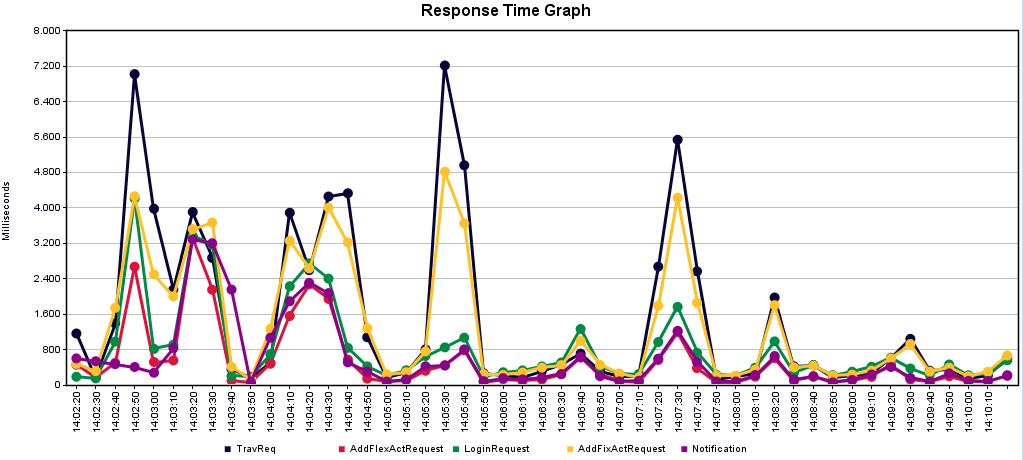 Response Time Graph
8.000
7.200
6.400
5.600
4.800
4.000
3.200
2.400
1.600
800
0
Milliseconds
14:02:20 14:02:30 14:02:40 14:02:50 14:03:00 14:03:10 14:03:20 14:03:30 14:03:40 14:03:50 14:04:00 14:04:10 14:04:20 14:04:30 14:04:40 14:04:50 14:05:00 14:05:10 14:05:20 14:05:30 14:05:40 14:05:50 14:06:00 14:06:10 14:06:20 14:06:30 14:06:40 14:06:50 14:07:00 14:07:10 14:07:20 14:07:30 14:07:40 14:07:50 14:08:00 14:08:10 14:08:20 14:08:30 14:08:40 14:08:50 14:09:00 14:09:10 14:09:20 14:09:30 14:09:40 14:09:50 14:10:00 14:10:10
TravReq AddFlexActRequest LoginRequest AddFixActRequest Notification